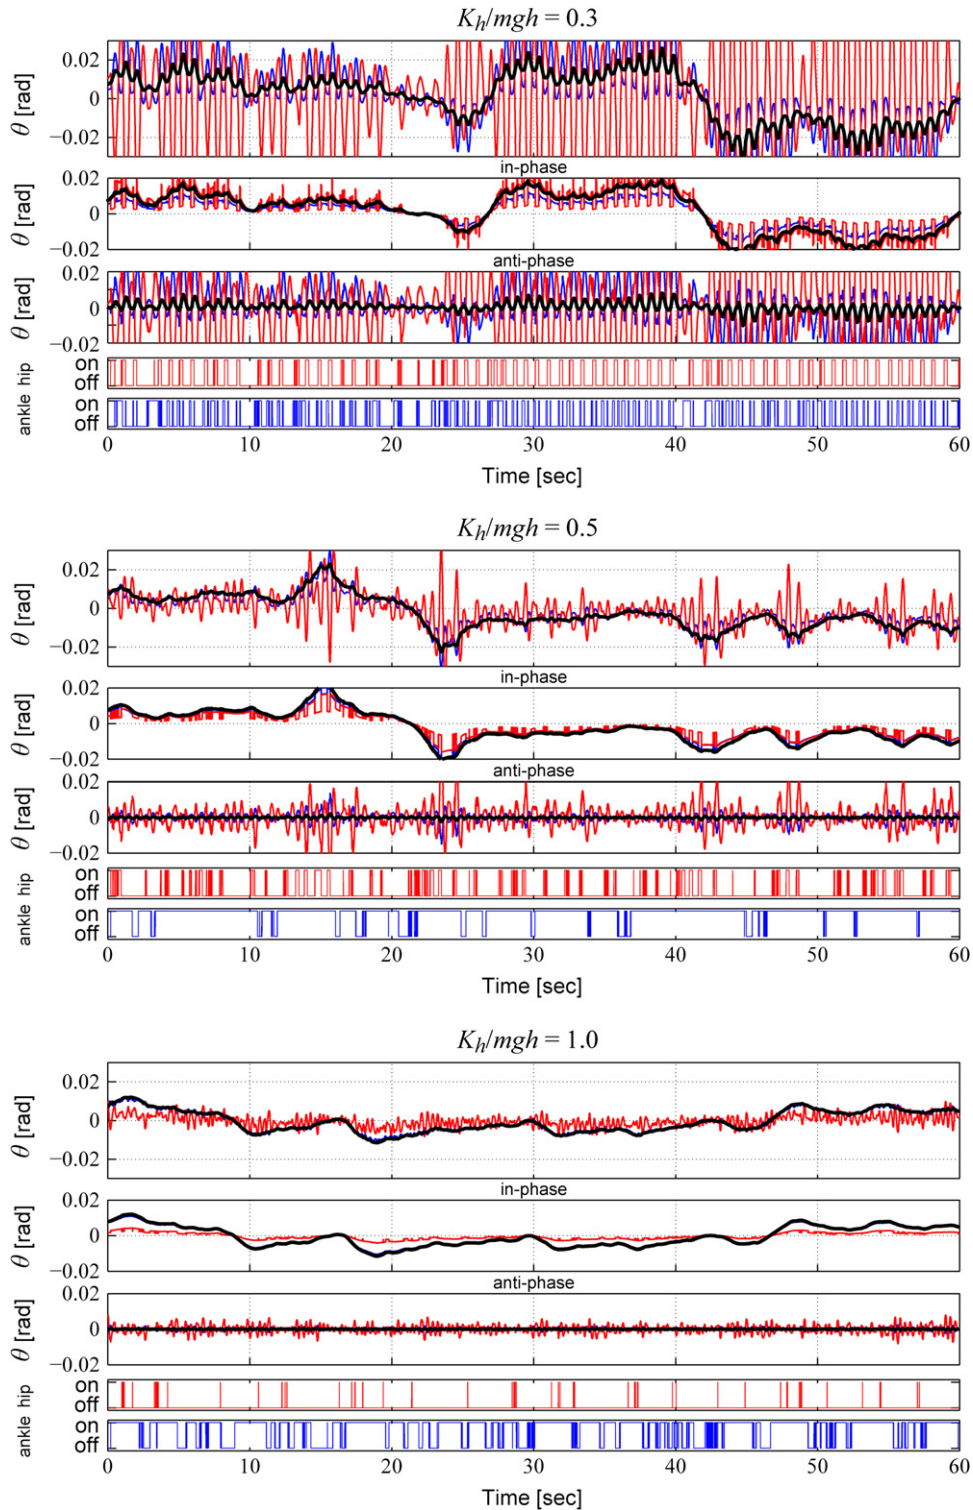 K_h/mgh = 0.3
θ [rad]
0.02
0
−0.02
in-phase
θ [rad]
0.02
0
−0.02
anti-phase
θ [rad]
0.02
0
−0.02
hip
on
off
ankle
on
off
0 10 20 30 40 50 60
Time [sec]
K_h/mgh = 0.5
θ [rad]
0.02
0
−0.02
in-phase
θ [rad]
0.02
0
−0.02
anti-phase
θ [rad]
0.02
0
−0.02
hip
on
off
ankle
on
off
0 10 20 30 40 50 60
Time [sec]
K_h/mgh = 1.0
θ [rad]
0.02
0
−0.02
in-phase
θ [rad]
0.02
0
−0.02
anti-phase
θ [rad]
0.02
0
−0.02
hip
on
off
ankle
on
off
0 10 20 30 40 50 60
Time [sec]